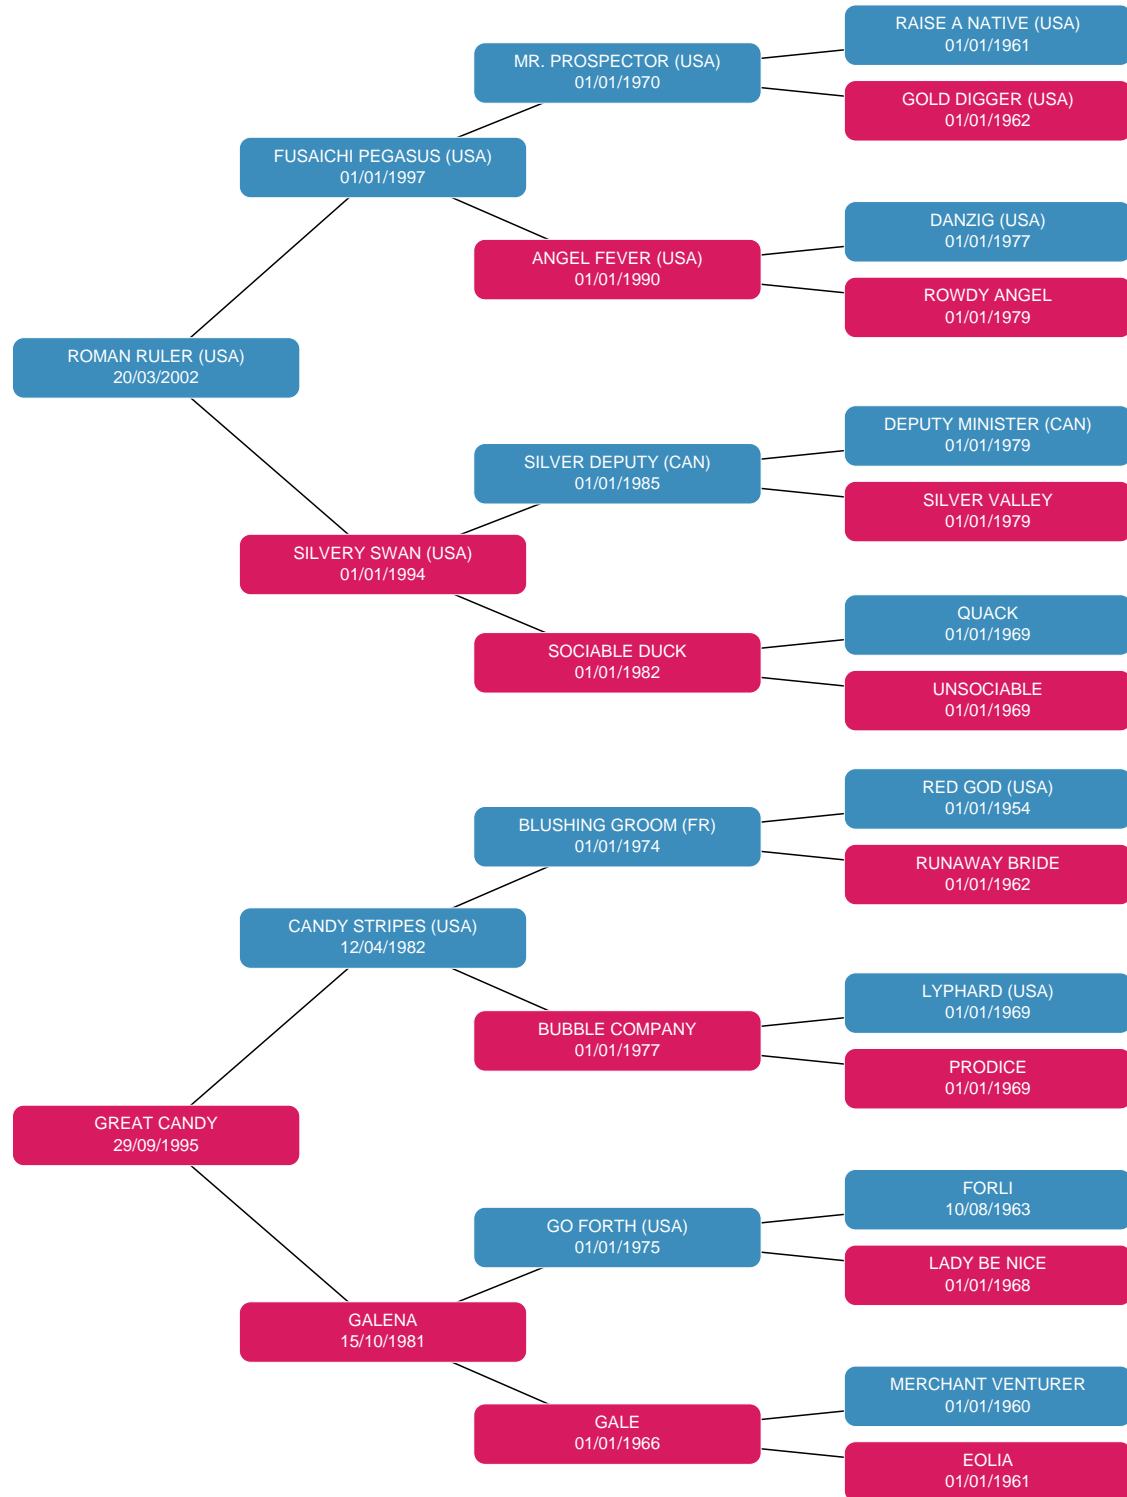 RAISE A NATIVE (USA)
01/01/1961
MR. PROSPECTOR (USA)
01/01/1970
GOLD DIGGER (USA)
01/01/1962
FUSAICHI PEGASUS (USA)
01/01/1997
DANZIG (USA)
01/01/1977
ANGEL FEVER (USA)
01/01/1990
ROWDY ANGEL
01/01/1979
ROMAN RULER (USA)
20/03/2002
DEPUTY MINISTER (CAN)
01/01/1979
SILVER DEPUTY (CAN)
01/01/1985
SILVER VALLEY
01/01/1979
SILVERY SWAN (USA)
01/01/1994
QUACK
01/01/1969
SOCIABLE DUCK
01/01/1982
UNSOCIABLE
01/01/1969
RED GOD (USA)
01/01/1954
BLUSHING GROOM (FR)
01/01/1974
RUNAWAY BRIDE
01/01/1962
CANDY STRIPES (USA)
12/04/1982
LYPHARD (USA)
01/01/1969
BUBBLE COMPANY
01/01/1977
PRODICE
01/01/1969
GREAT CANDY
29/09/1995
FORLI
10/08/1963
GO FORTH (USA)
01/01/1975
LADY BE NICE
01/01/1968
GALENA
15/10/1981
MERCHANT VENTURER
01/01/1960
GALE
01/01/1966
EOLIA
01/01/1961